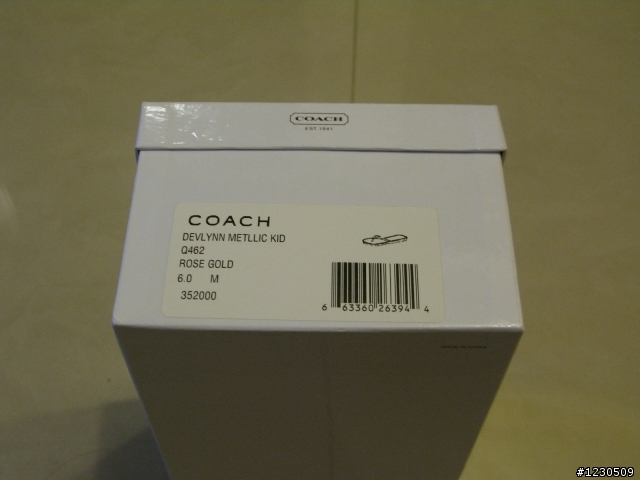 COACH
EST. 1941
COACH
DEVLYNN METLLIC KID
Q462
ROSE GOLD
6.0 M
352000
6 63360 26394 4
#1230509